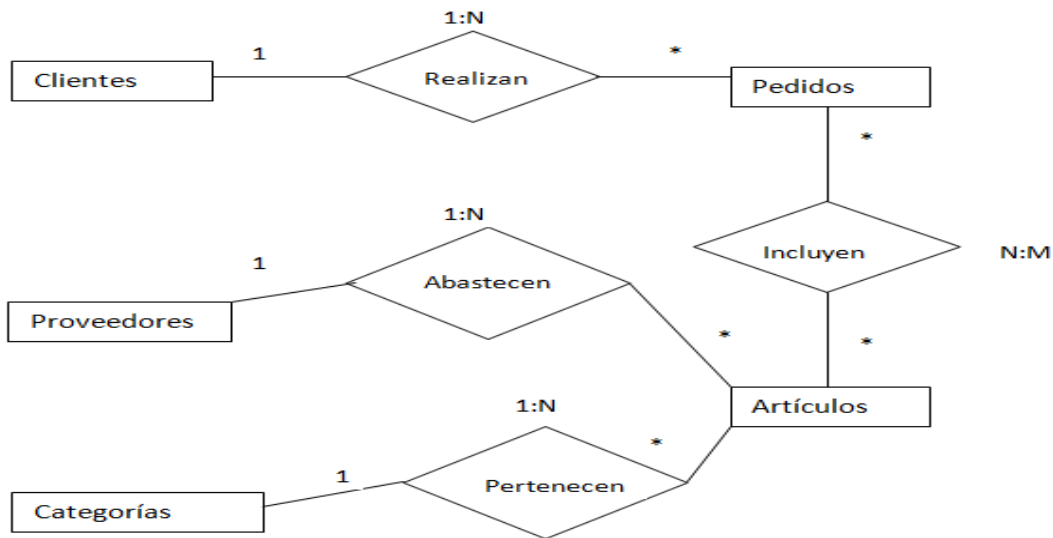 1:N
1
*
Clientes
Realizan
Pedidos
*
1:N
1
Incluyen
N:M
Abastecen
Proveedores
*
*
1:N
Artículos
*
1
Pertenecen
Categorías